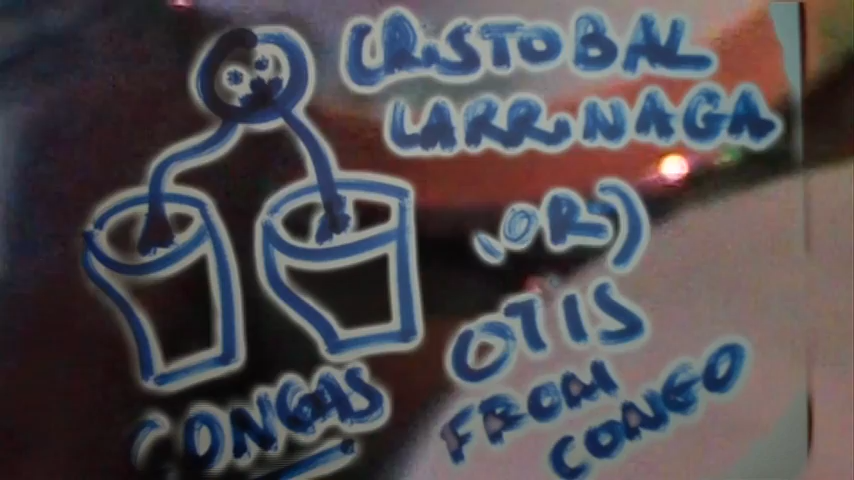 CRISTOBAL
LARRINAGA
(OR)
OTIS
FROM
CONGO
CONGAS